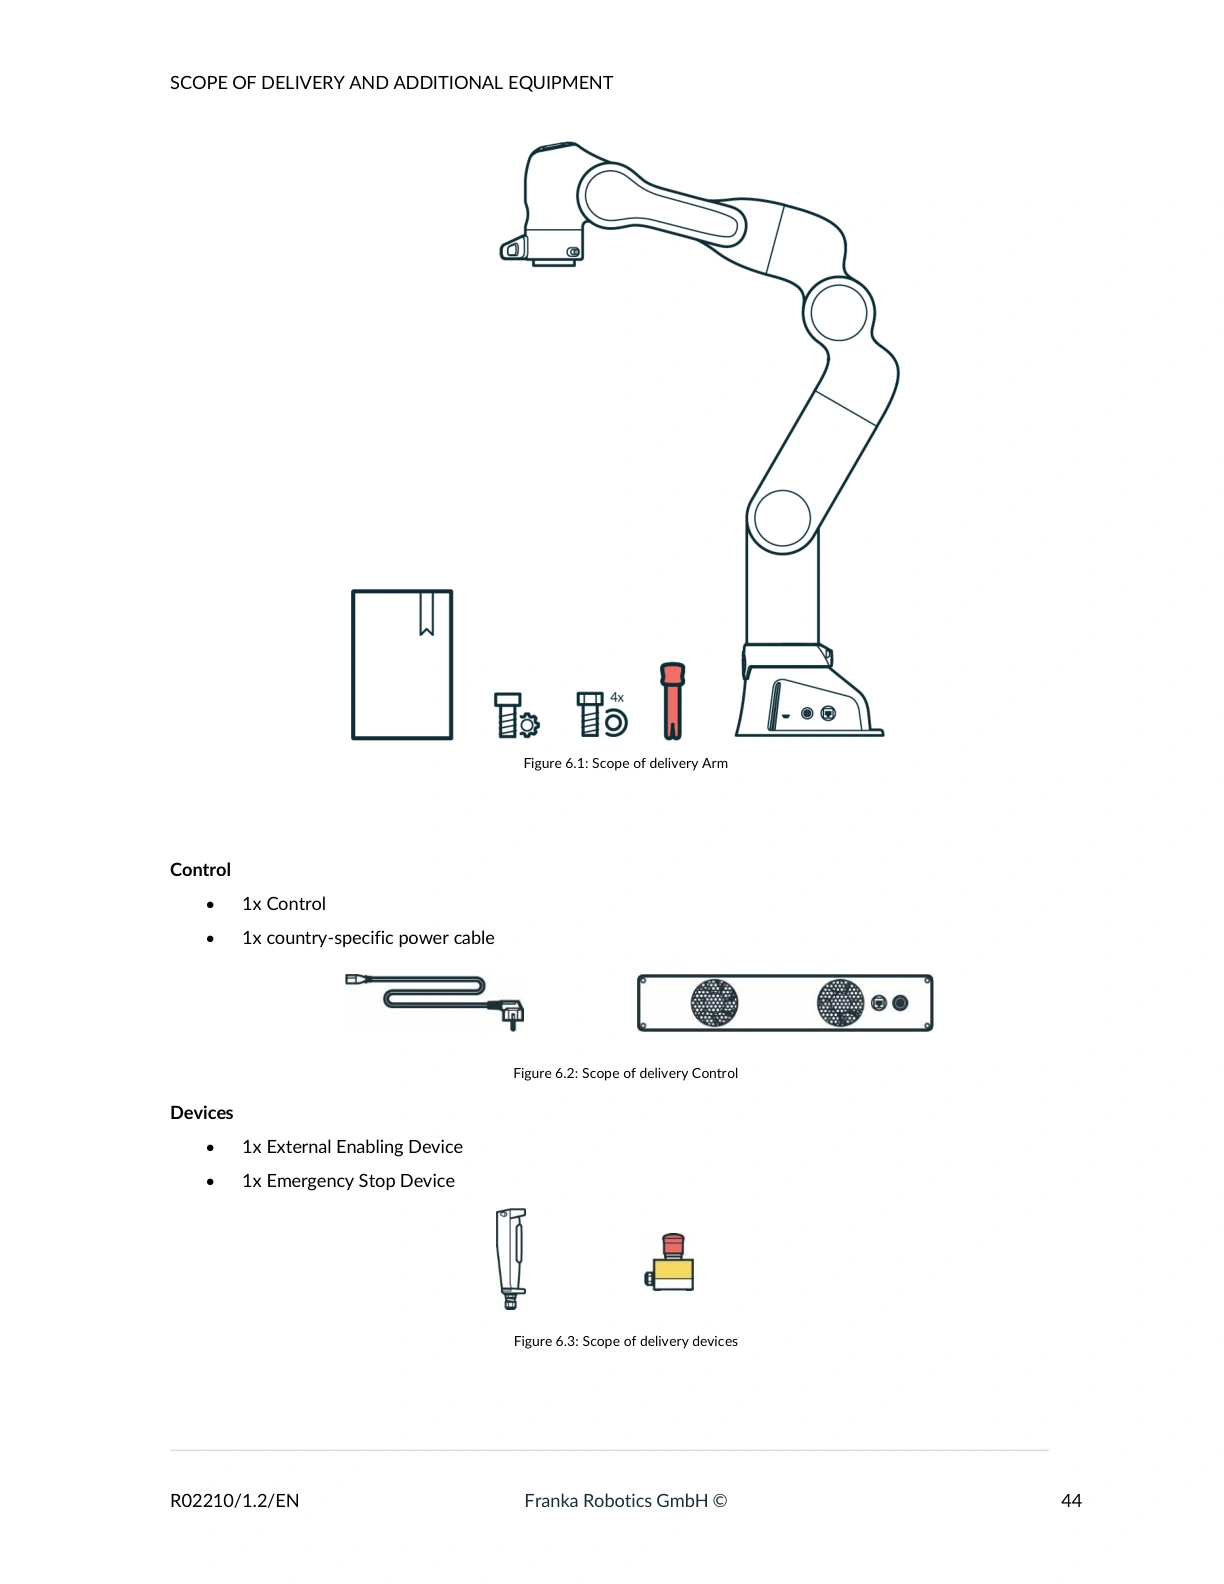 SCOPE OF DELIVERY AND ADDITIONAL EQUIPMENT
4x
Figure 6.1: Scope of delivery Arm
Control
• 1x Control
• 1x country-specific power cable
Figure 6.2: Scope of delivery Control
Devices
• 1x External Enabling Device
• 1x Emergency Stop Device
Figure 6.3: Scope of delivery devices
R02210/1.2/EN Franka Robotics GmbH © 44